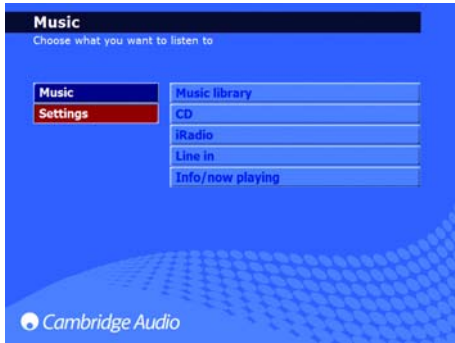 Music
Choose what you want to listen to
Music
Settings
Music library
CD
iRadio
Line in
Info/now playing
Cambridge Audio